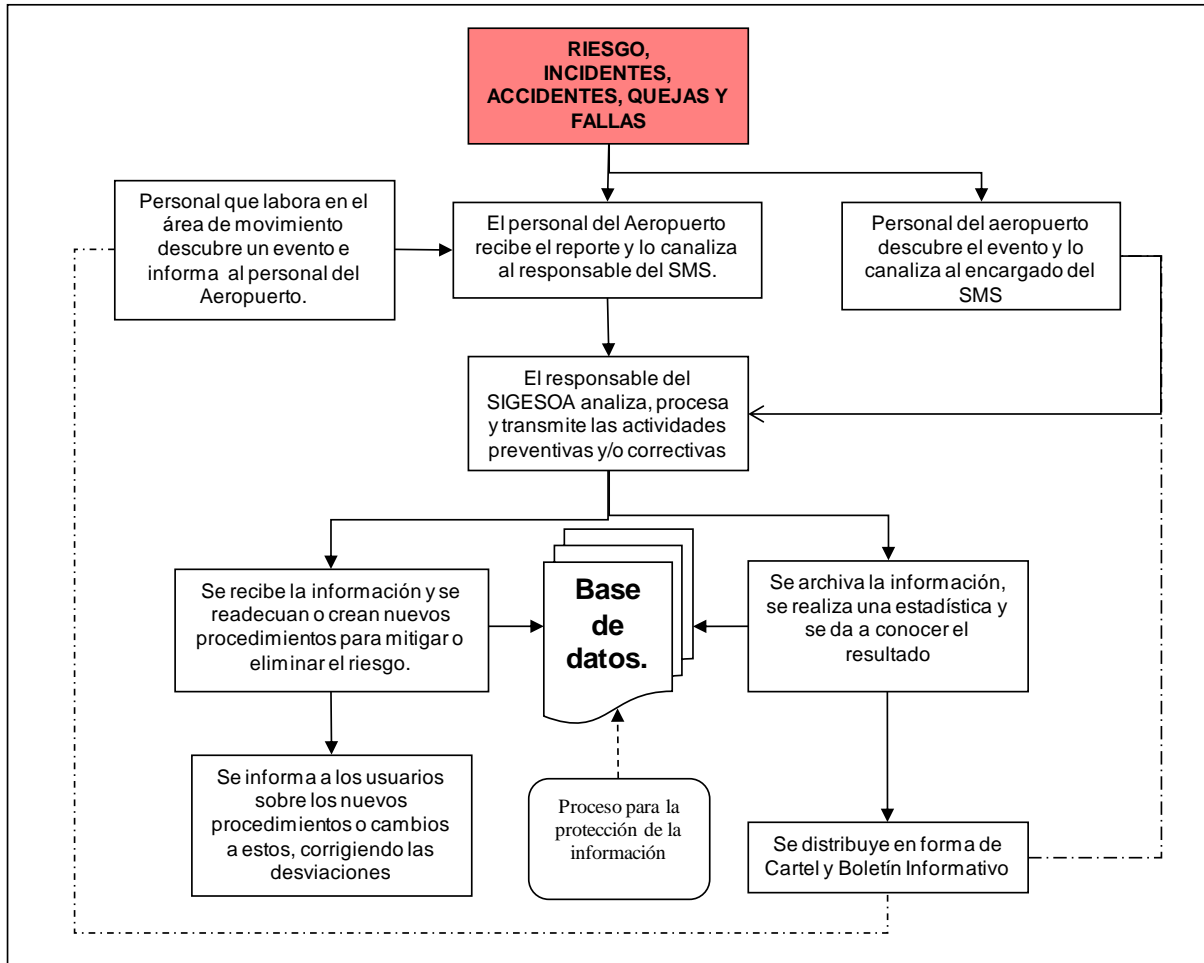 RIESGO,
INCIDENTES,
ACCIDENTES, QUEJAS Y
FALLAS
Personal que labora en el
área de movimiento
descubre un evento e
informa al personal del
Aeropuerto.
El personal del Aeropuerto
recibe el reporte y lo canaliza
al responsable del SMS.
Personal del aeropuerto
descubre el evento y lo
canaliza al encargado del
SMS
El responsable del
SIGESOA analiza, procesa
y transmite las actividades
preventivas y/o correctivas
Se recibe la información y se
readecuan o crean nuevos
procedimientos para mitigar o
eliminar el riesgo.
Base
de
datos.
Se archiva la información,
se realiza una estadística y
se da a conocer el
resultado
Se informa a los usuarios
sobre los nuevos
procedimientos o cambios
a estos, corrigiendo las
desviaciones
Proceso para la
protección de la
información
Se distribuye en forma de
Cartel y Boletín Informativo